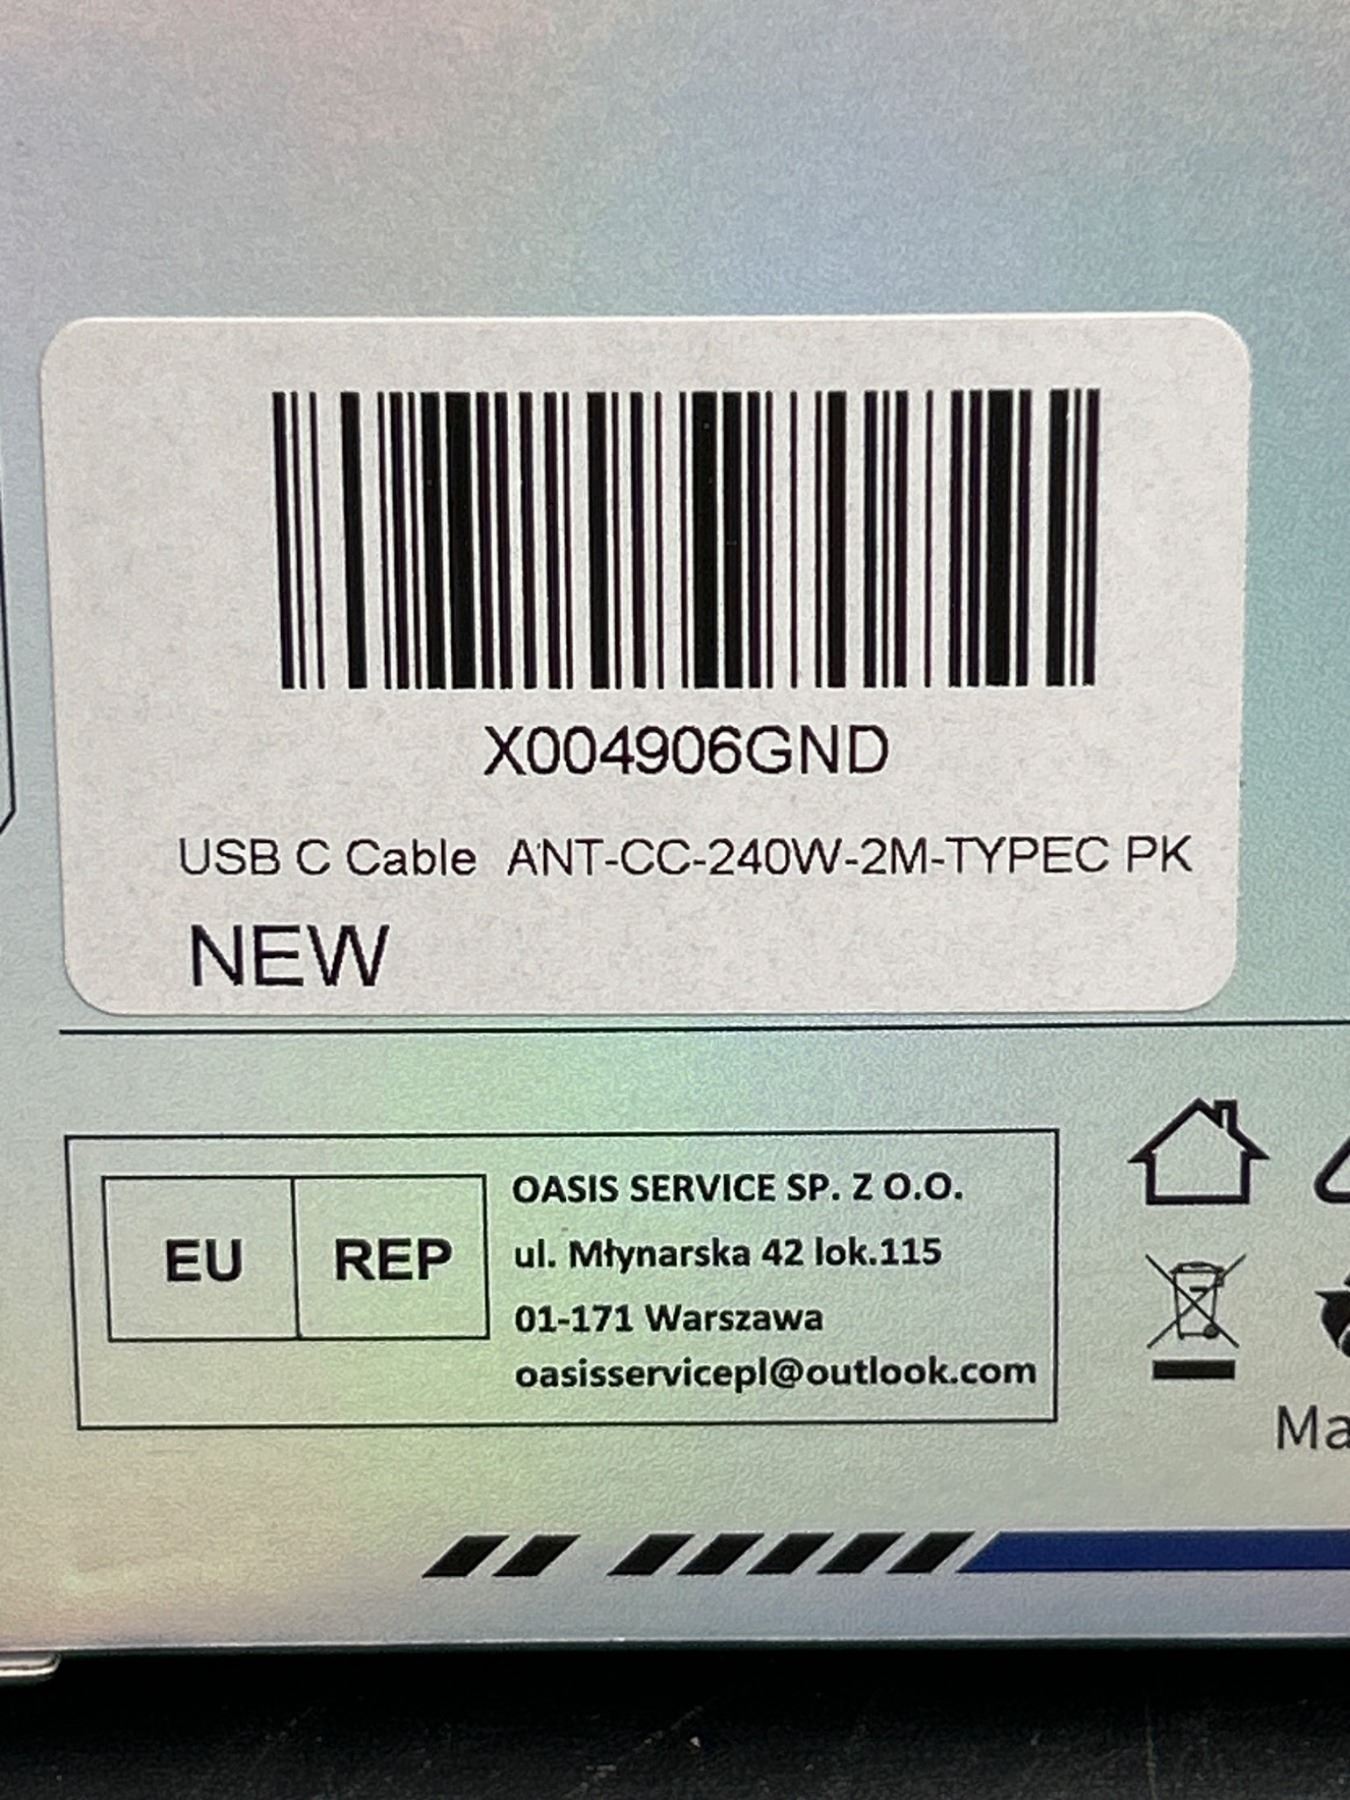 X004906GND
USB C Cable ANT-CC-240W-2M-TYPEC PK
NEW
EU REP
OASIS SERVICE SP. Z O.O.
ul. Młynarska 42 lok.115
01-171 Warszawa
oasisservicepl@outlook.com
Ma